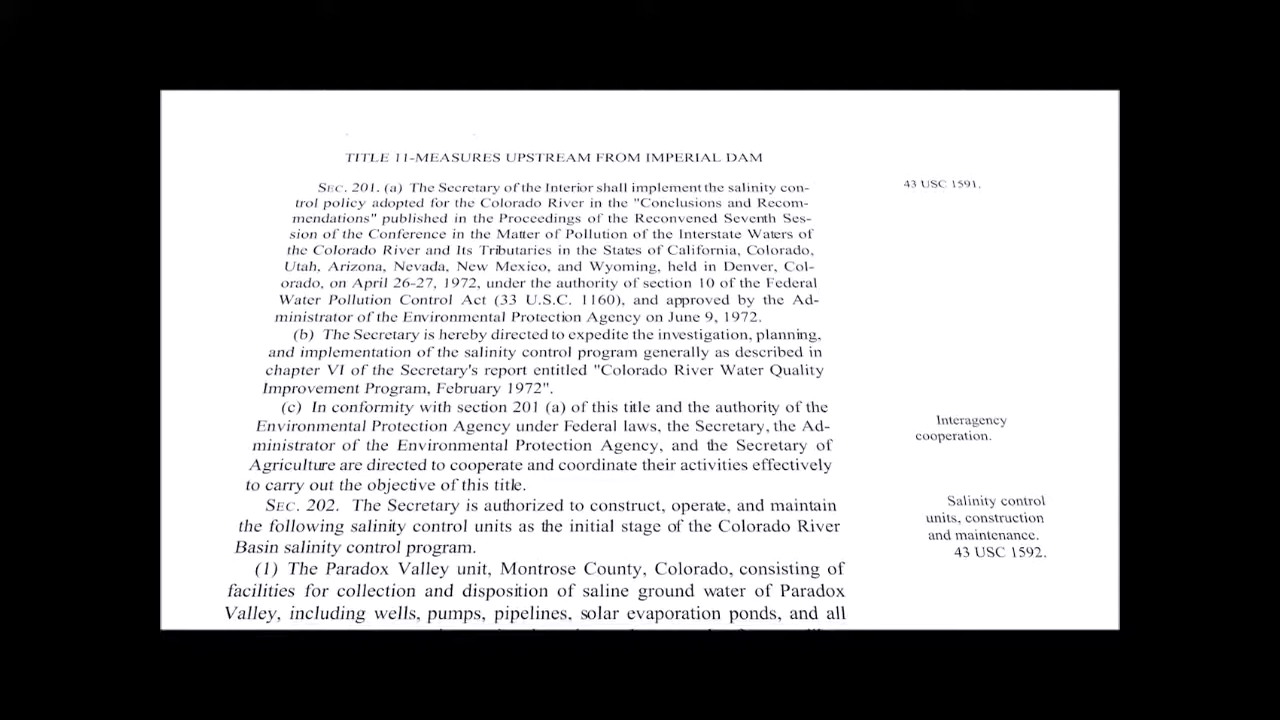 TITLE 11-MEASURES UPSTREAM FROM IMPERIAL DAM
SEC. 201. (a) The Secretary of the Interior shall implement the salinity con-
43 USC 1591.
trol policy adopted for the Colorado River in the "Conclusions and Recom-
mendations" published in the Proceedings of the Reconvened Seventh Ses-
sion of the Conference in the Matter of Pollution of the Interstate Waters of
the Colorado River and Its Tributaries in the States of California, Colorado,
Utah, Arizona, Nevada, New Mexico, and Wyoming, held in Denver, Col-
orado, on April 26-27, 1972, under the authority of section 10 of the Federal
Water Pollution Control Act (33 U.S.C. 1160), and approved by the Ad-
ministrator of the Environmental Protection Agency on June 9, 1972.
(b) The Secretary is hereby directed to expedite the investigation, planning,
and implementation of the salinity control program generally as described in
chapter VI of the Secretary's report entitled "Colorado River Water Quality
Improvement Program, February 1972".
(c) In conformity with section 201 (a) of this title and the authority of the
Environmental Protection Agency under Federal laws, the Secretary, the Ad-
ministrator of the Environmental Protection Agency, and the Secretary of
Agriculture are directed to cooperate and coordinate their activities effectively
to carry out the objective of this title.
Interagency
cooperation.
SEC. 202. The Secretary is authorized to construct, operate, and maintain
the following salinity control units as the initial stage of the Colorado River
Basin salinity control program.
Salinity control
units, construction
and maintenance.
43 USC 1592.
(1) The Paradox Valley unit, Montrose County, Colorado, consisting of
facilities for collection and disposition of saline ground water of Paradox
Valley, including wells, pumps, pipelines, solar evaporation ponds, and all